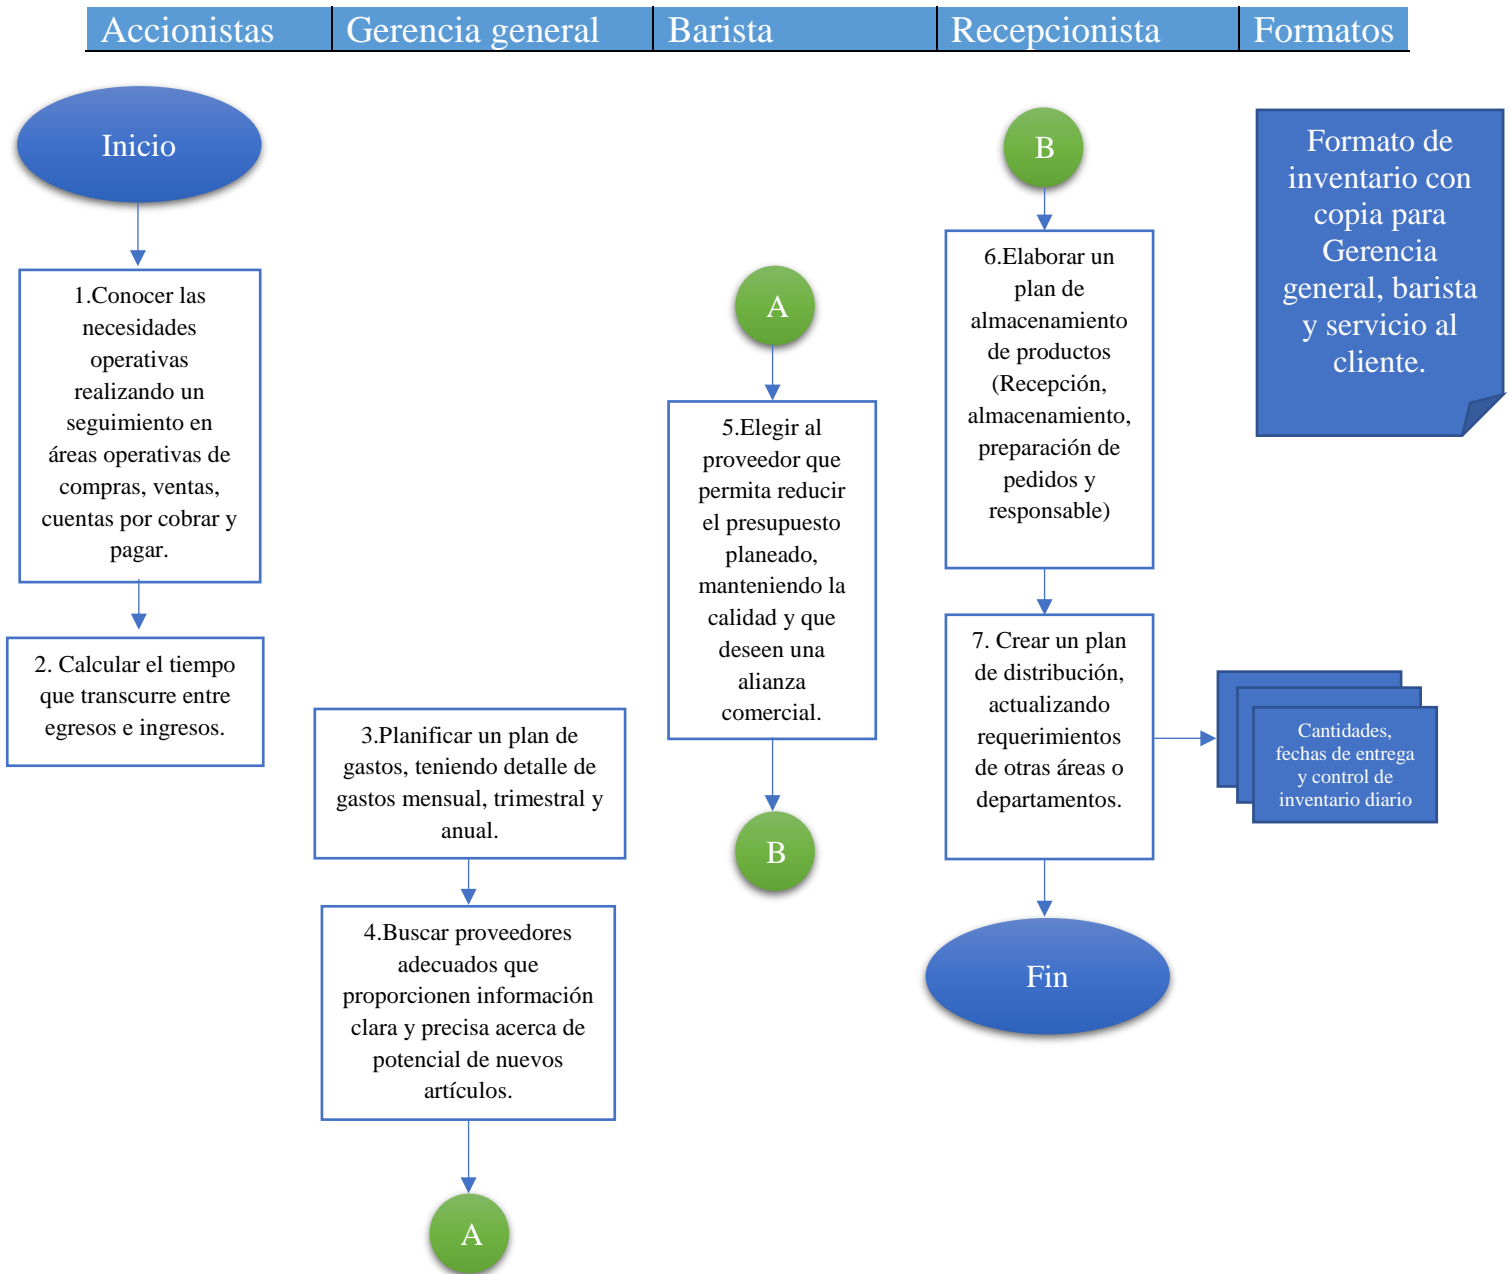 Accionistas
Gerencia general
Barista
Recepcionista
Formatos
Inicio
1.Conocer las
necesidades
operativas
realizando un
seguimiento en
áreas operativas de
compras, ventas,
cuentas por cobrar y
pagar.
2. Calcular el tiempo
que transcurre entre
egresos e ingresos.
3.Planificar un plan de
gastos, teniendo detalle de
gastos mensual, trimestral y
anual.
4.Buscar proveedores
adecuados que
proporcionen información
clara y precisa acerca de
potencial de nuevos
artículos.
A
A
5.Elegir al
proveedor que
permita reducir
el presupuesto
planeado,
manteniendo la
calidad y que
deseen una
alianza
comercial.
B
B
6.Elaborar un
plan de
almacenamiento
de productos
(Recepción,
almacenamiento,
preparación de
pedidos y
responsable)
7. Crear un plan
de distribución,
actualizando
requerimientos
de otras áreas o
departamentos.
Fin
Formato de
inventario con
copia para
Gerencia
general, barista
y servicio al
cliente.
Cantidades,
fechas de entrega
y control de
inventario diario